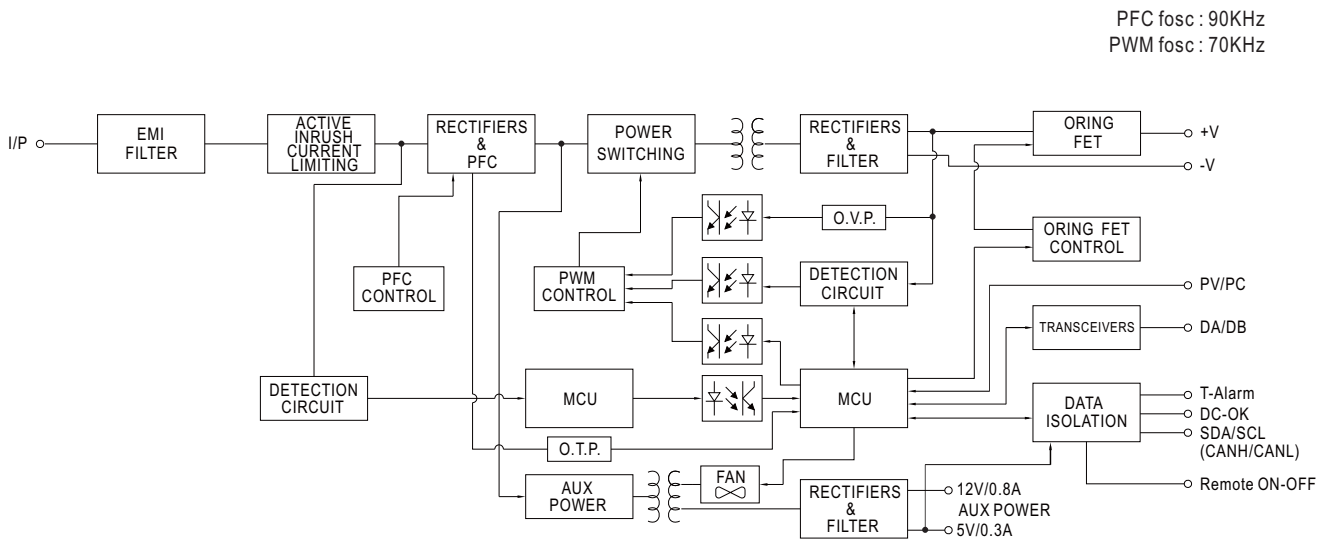 PFC fosc : 90KHz
PWM fosc : 70KHz
I/P
EMI
FILTER
ACTIVE
INRUSH
CURRENT
LIMITING
RECTIFIERS
&
PFC
POWER
SWITCHING
RECTIFIERS
&
FILTER
ORING
FET
+V
-V
O.V.P.
ORING FET
CONTROL
PFC
CONTROL
PWM
CONTROL
DETECTION
CIRCUIT
PV/PC
TRANSCEIVERS
DA/DB
DETECTION
CIRCUIT
MCU
MCU
DATA
ISOLATION
T-Alarm
DC-OK
SDA/SCL
(CANH/CANL)
O.T.P.
AUX
POWER
FAN
RECTIFIERS
&
FILTER
12V/0.8A
AUX POWER
5V/0.3A
Remote ON-OFF